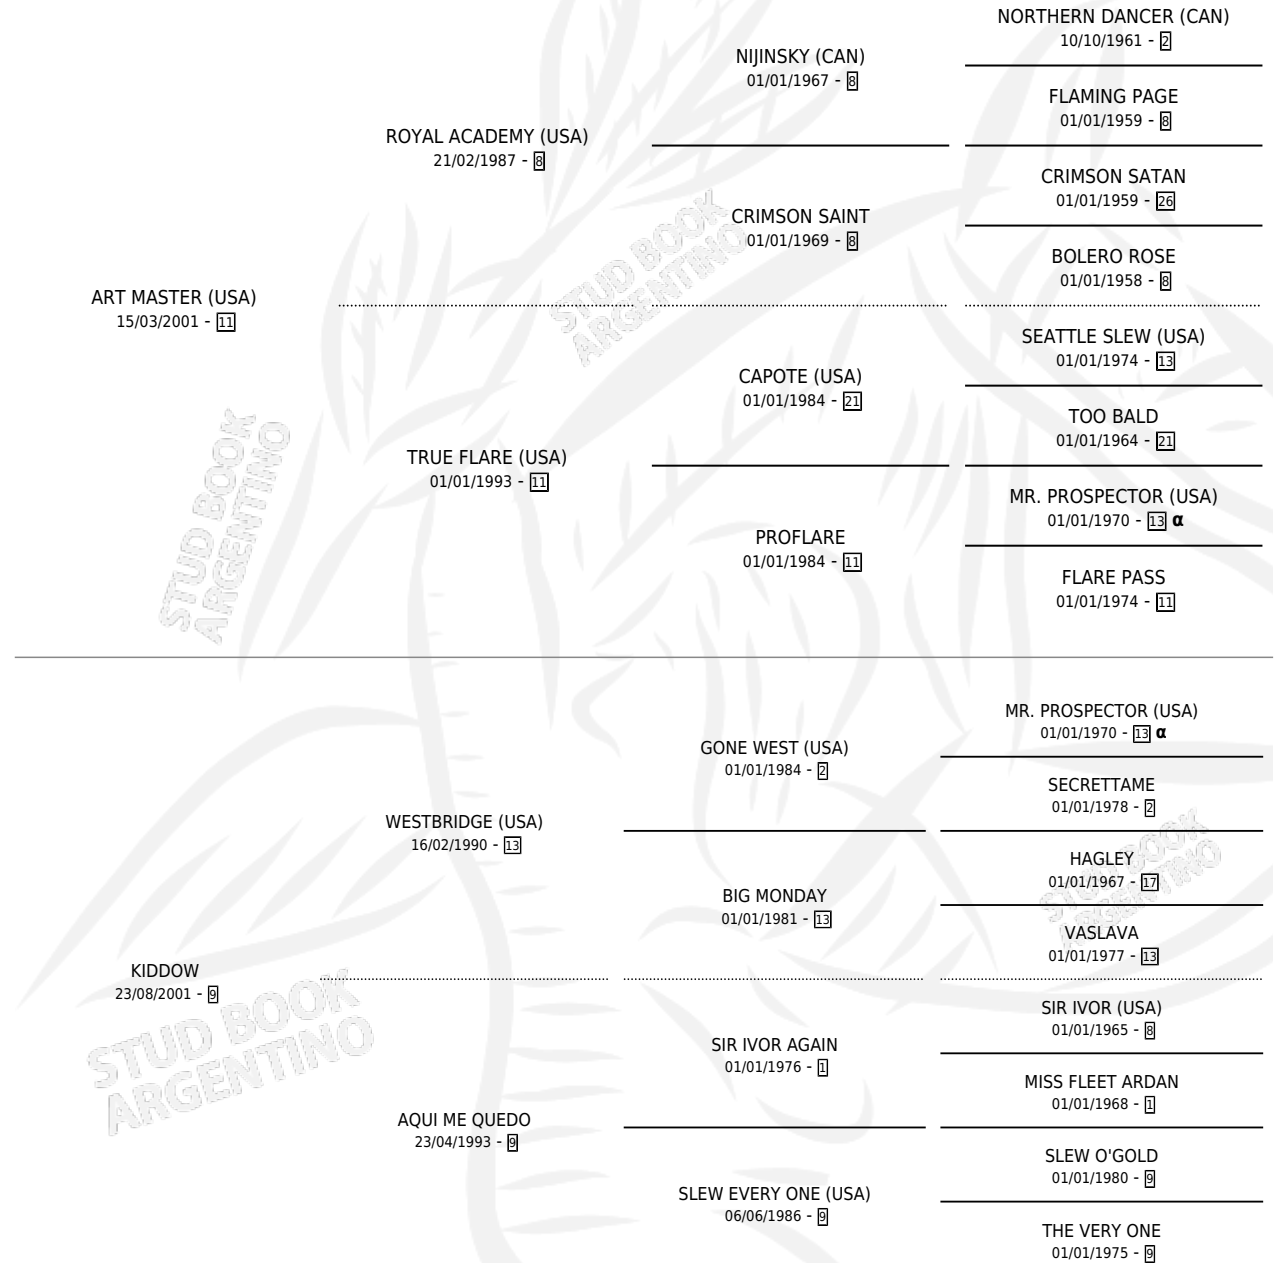 NORTHERN DANCER (CAN)
10/10/1961 - 2
NIJINSKY (CAN)
01/01/1967 - 8
FLAMING PAGE
01/01/1959 - 8
ROYAL ACADEMY (USA)
21/02/1987 - 8
CRIMSON SATAN
01/01/1959 - 26
CRIMSON SAINT
01/01/1969 - 8
BOLERO ROSE
01/01/1958 - 8
ART MASTER (USA)
15/03/2001 - 11
SEATTLE SLEW (USA)
01/01/1974 - 13
CAPOTE (USA)
01/01/1984 - 21
TOO BALD
01/01/1964 - 21
TRUE FLARE (USA)
01/01/1993 - 11
MR. PROSPECTOR (USA)
01/01/1970 - 13 α
PROFLARE
01/01/1984 - 11
FLARE PASS
01/01/1974 - 11
MR. PROSPECTOR (USA)
01/01/1970 - 13 α
GONE WEST (USA)
01/01/1984 - 2
SECRETTAME
01/01/1978 - 2
WESTBRIDGE (USA)
16/02/1990 - 13
HAGLEY
01/01/1967 - 17
BIG MONDAY
01/01/1981 - 13
VASLAVA
01/01/1977 - 13
KIDDOW
23/08/2001 - 9
SIR IVOR (USA)
01/01/1965 - 8
SIR IVOR AGAIN
01/01/1976 - 1
MISS FLEET ARDAN
01/01/1968 - 1
AQUI ME QUEDO
23/04/1993 - 9
SLEW O'GOLD
01/01/1980 - 9
SLEW EVERY ONE (USA)
06/06/1986 - 9
THE VERY ONE
01/01/1975 - 9
STUD BOOK
ARGENTINO
STUD BOOK
ARGENTINO
STUD BOOK
ARGENTINO
STUD BOOK
ARGENTINO